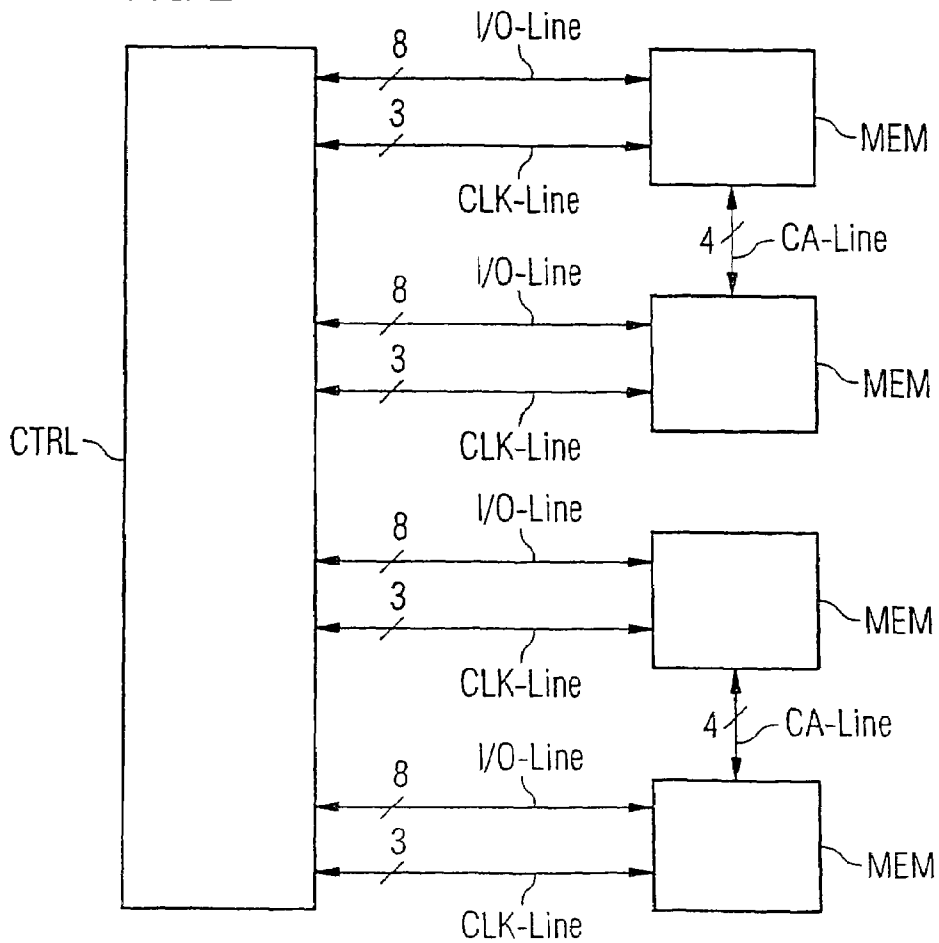 8
I/O-Line
3
MEM
CLK-Line
4
CA-Line
8
I/O-Line
3
MEM
CLK-Line
CTRL
8
I/O-Line
3
MEM
CLK-Line
4
CA-Line
8
I/O-Line
3
MEM
CLK-Line